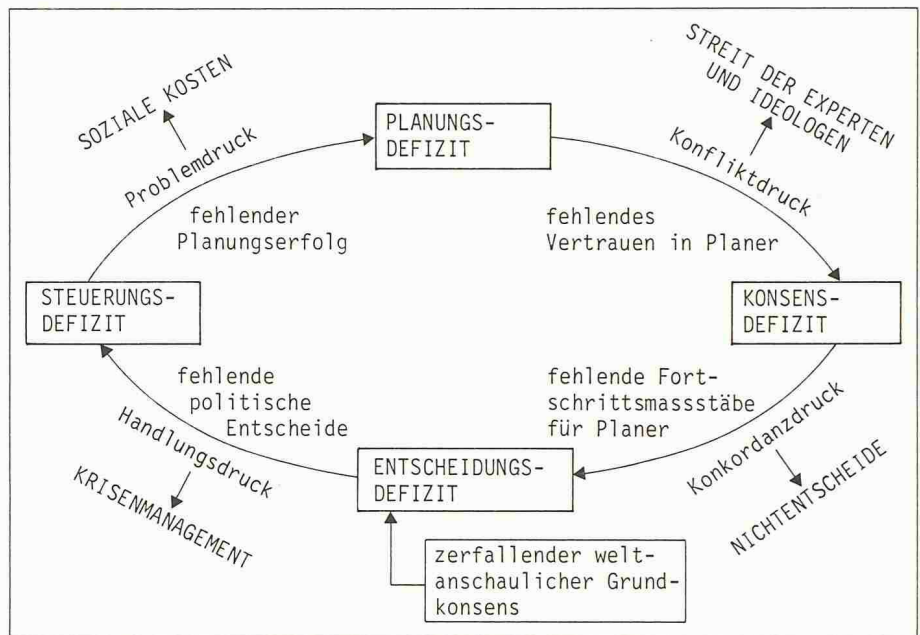 SOZIALE KOSTEN
STREIT DER EXPERTEN
UND IDEOLOGEN
PLANUNGS-
DEFIZIT
Problemdruck
Konfliktdruck
fehlender
Planungserfolg
fehlendes
Vertrauen in Planer
STEUERUNGS-
DEFIZIT
KONSENS-
DEFIZIT
fehlende
politische
Entscheide
fehlende Fort-
schrittsmassstäbe
für Planer
Handlungsdruck
Konkordanzdruck
KRISENMANAGEMENT
NICHTENTSCHEIDE
ENTSCHEIDUNGS-
DEFIZIT
zerfallender welt-
anschaulicher Grund-
konsens